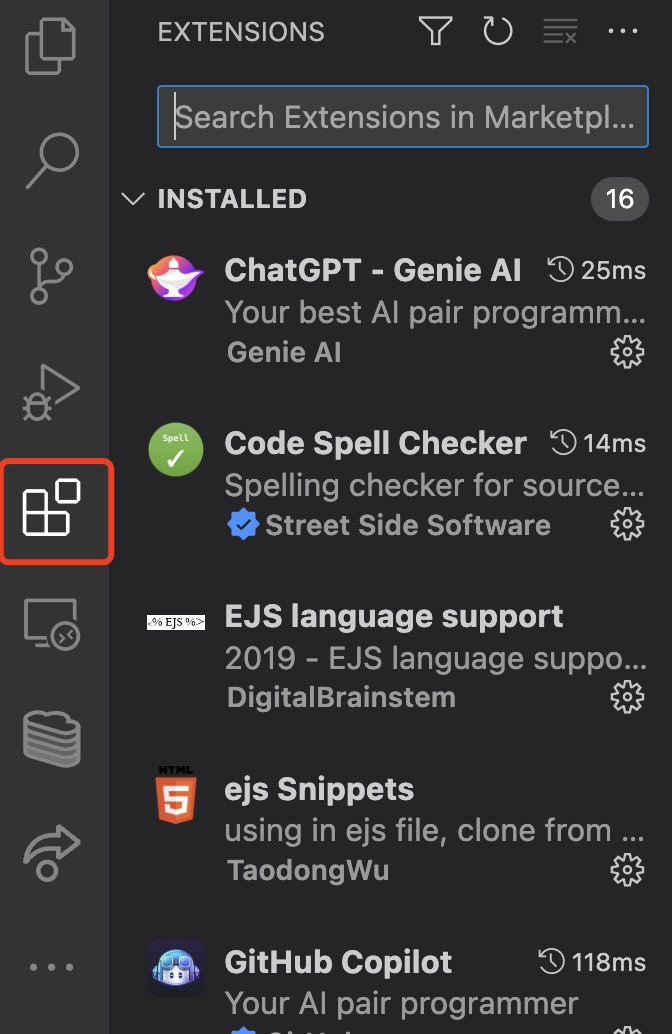 EXTENSIONS
Search Extensions in Marketpl...
INSTALLED 16
ChatGPT - Genie AI 25ms
Your best AI pair programm...
Genie AI
Spell
Code Spell Checker 14ms
Spelling checker for source...
Street Side Software
<% EJS %>
EJS language support
2019 - EJS language suppo...
DigitalBrainstem
HTML
5
ejs Snippets
using in ejs file, clone from ...
TaodongWu
GitHub Copilot 118ms
Your AI pair programmer